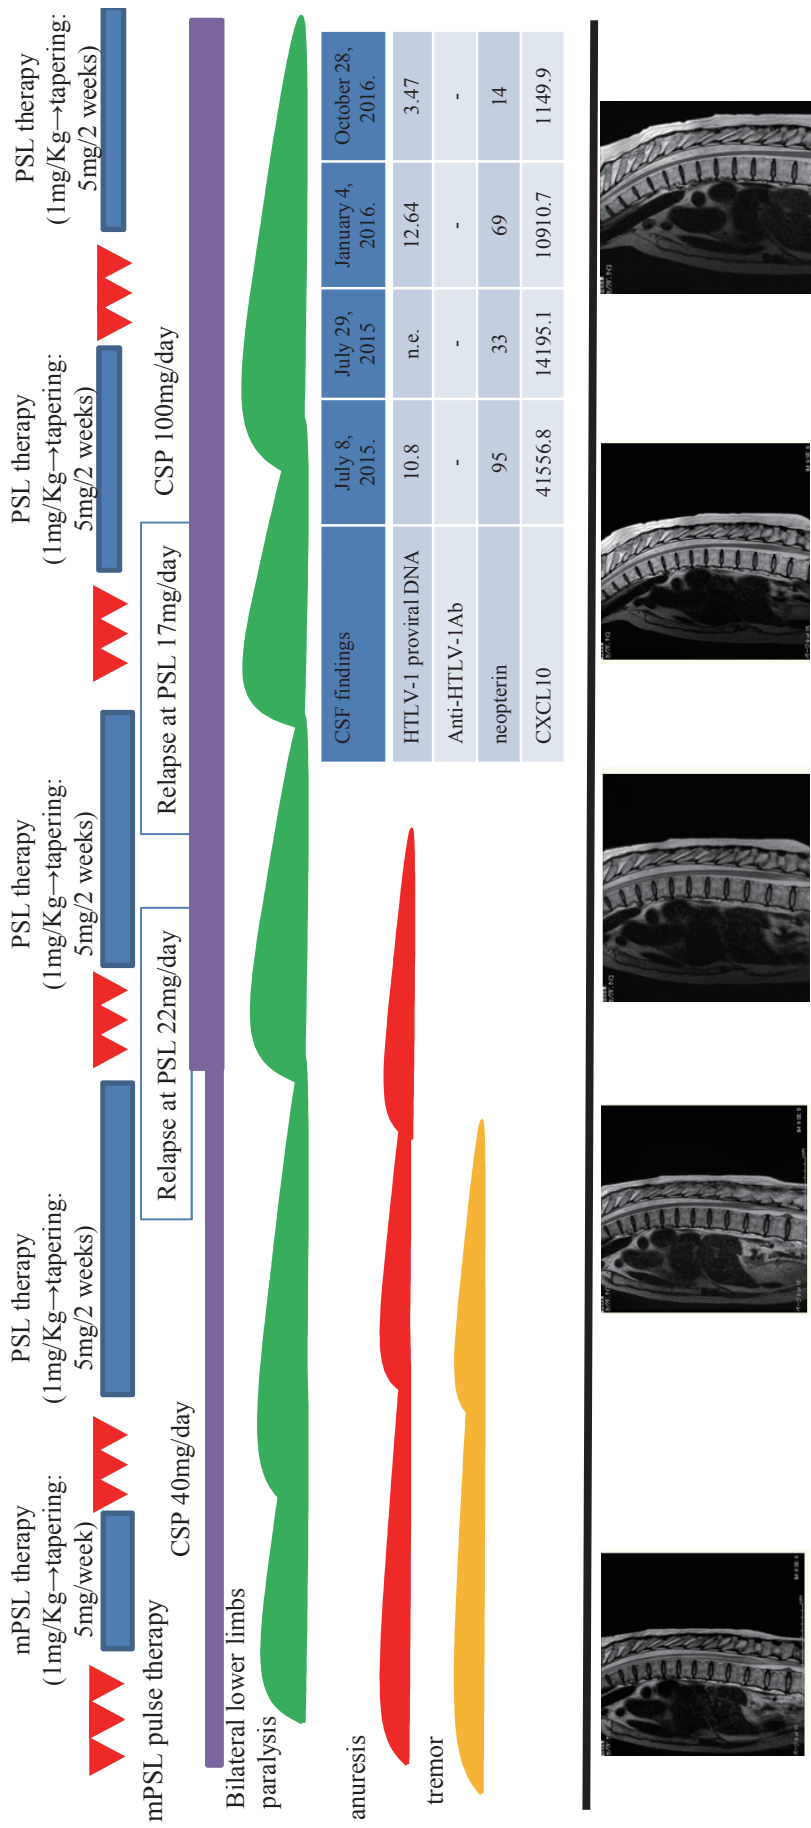 mPSL therapy
(1mg/Kg→tapering:
5mg/week)
PSL therapy
(1mg/Kg→tapering:
5mg/2 weeks)
PSL therapy
(1mg/Kg→tapering:
5mg/2 weeks)
PSL therapy
(1mg/Kg→tapering:
5mg/2 weeks)
PSL therapy
(1mg/Kg→tapering:
5mg/2 weeks)
mPSL pulse therapy
Relapse at PSL 22mg/day
Relapse at PSL 17mg/day
CSP 40mg/day
CSP 100mg/day
Bilateral lower limbs
paralysis
anuresis
tremor
CSF findings
July 8,
2015.
July 29,
2015
January 4,
2016.
October 28,
2016.
HTLV-1 proviral DNA 10.8 n.e. 12.64 3.47
Anti-HTLV-1Ab - - - -
neopterin 95 33 69 14
CXCL10 41556.8 14195.1 10910.7 1149.9